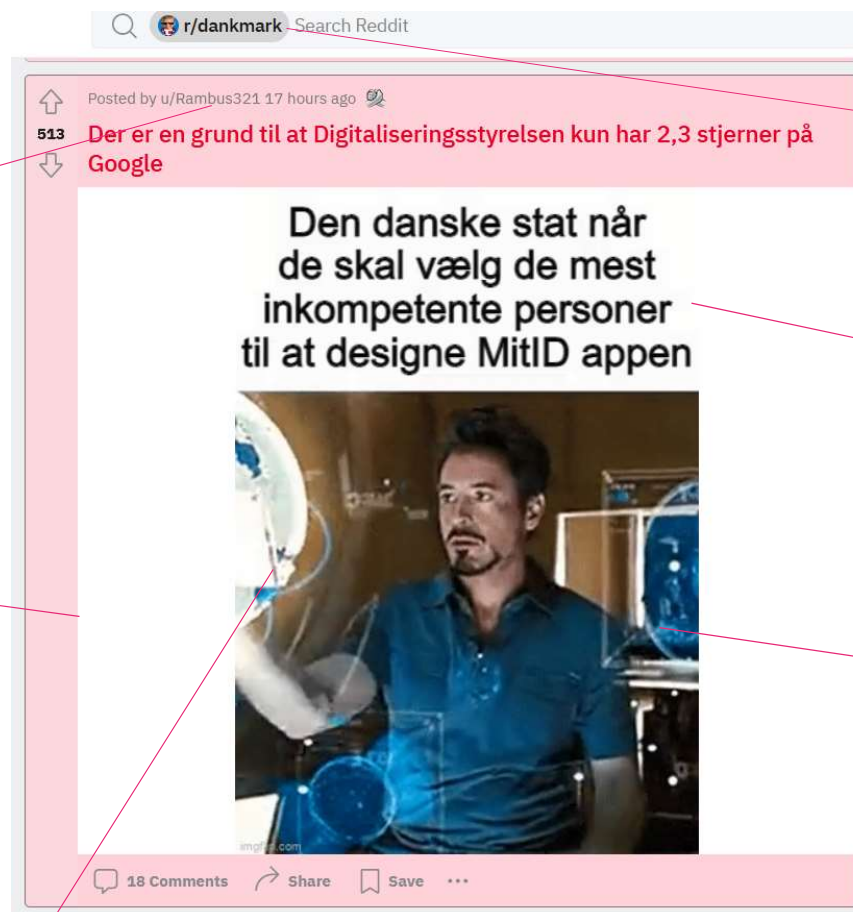 r/dankmark Search Reddit
Posted by u/Rambus321 17 hours ago
513
Der er en grund til at Digitaliseringsstyrelsen kun har 2,3 stjerner på
Google
Den danske stat når
de skal vælg de mest
inkompetente personer
til at designe MitID appen
imgflip.com
18 Comments Share Save